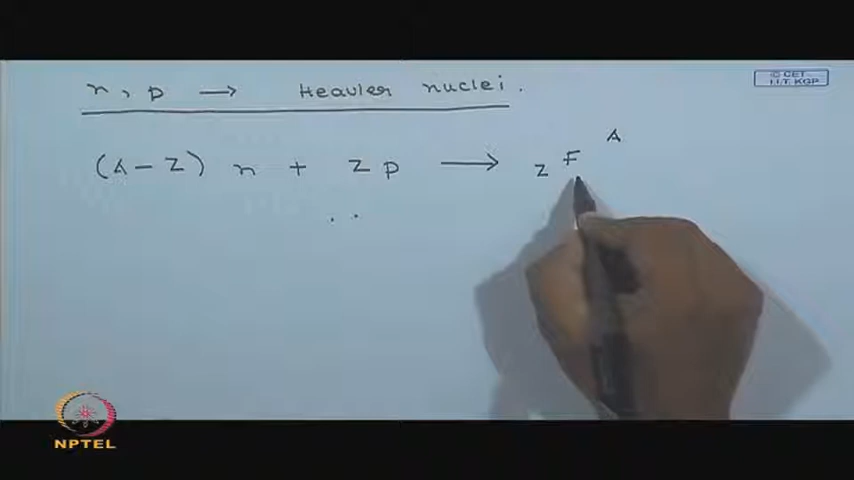 n, p → Heavier nuclei.
© CET
I.I.T. KGP
(A - Z) n + Z p → Z F A
NPTEL